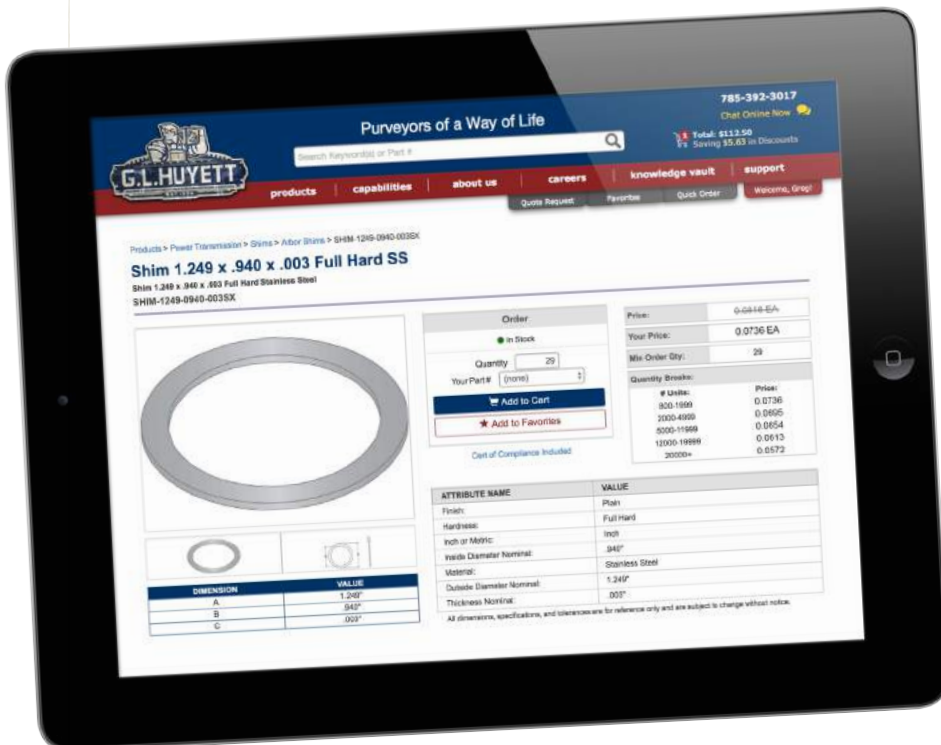 785-392-3017
Chat Online Now
Purveyors of a Way of Life
Total: $112.50
Saving $5.63 in Discounts
Search Keyword(s) or Part #
G.L.HUYETT
products
capabilities
about us
careers
knowledge vault
support
Quote Request
Favorites
Quick Order
Welcome, Greg!
Products > Power Transmission > Shims > Arbor Shims > SHIM-1249-0940-003SX
Shim 1.249 x .940 x .003 Full Hard SS
Shim 1.249 x .940 x .003 Full Hard Stainless Steel
SHIM-1249-0940-003SX
Order
In Stock
Quantity 29
Your Part# (none)
Add to Cart
Add to Favorites
Cert of Compliance Included
Price: 0.0818 EA
Your Price: 0.0736 EA
Min Order Qty: 29
Quantity Breaks:
# Units: Price:
800-1999 0.0736
2000-4999 0.0695
5000-11999 0.0654
12000-19999 0.0613
20000+ 0.0572
DIMENSION VALUE
A 1.249"
B .940"
C .003"
ATTRIBUTE NAME VALUE
Finish: Plain
Hardness: Full Hard
Inch or Metric: Inch
Inside Diameter Nominal: .940"
Material: Stainless Steel
Outside Diameter Nominal: 1.249"
Thickness Nominal: .003"
All dimensions, specifications, and tolerances are for reference only and are subject to change without notice.